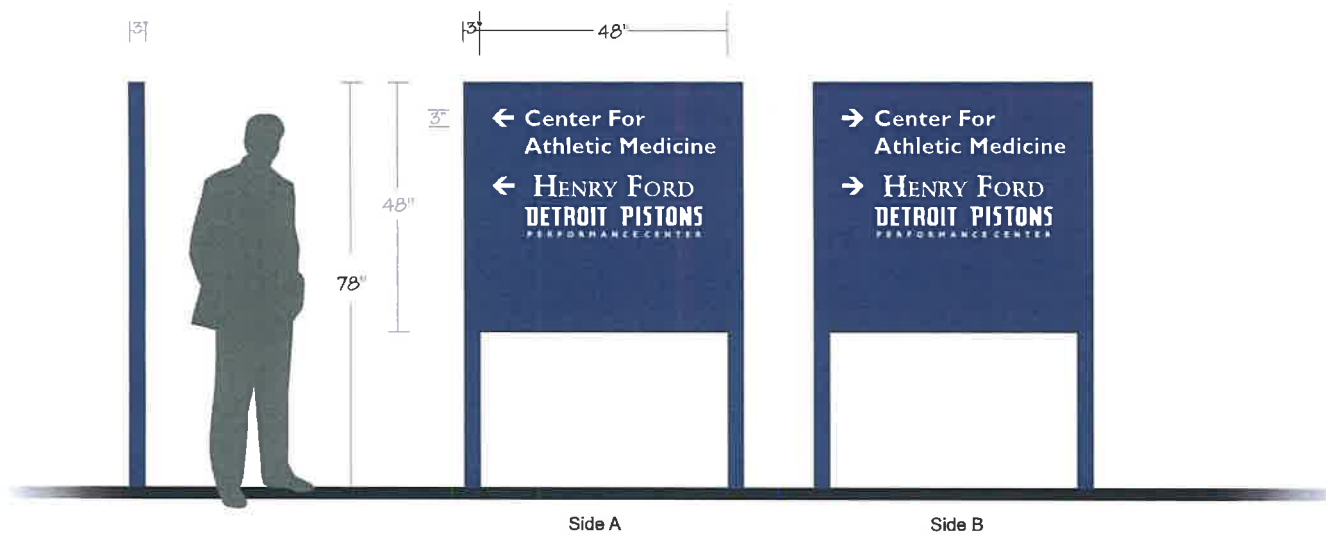 3"
3" 48"
78"
48"
3"
← Center For
Athletic Medicine
← HENRY FORD
DETROIT PISTONS
PERFORMANCE CENTER
→ Center For
Athletic Medicine
→ HENRY FORD
DETROIT PISTONS
PERFORMANCE CENTER
Side A
Side B